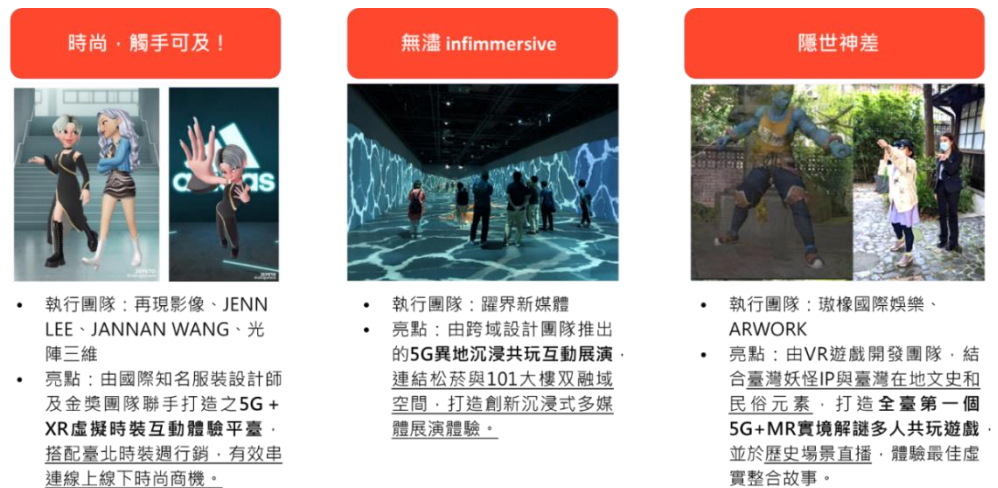 時尚．觸手可及！
無濜 infimmersive
隱世神差
adidas
ZEPETO
ZEPETO
• 執行團隊：再現影像、JENN
LEE、JANNAN WANG、光
陣三維
• 亮點：由國際知名服裝設計師
及金獎團隊聯手打造之5G +
XR虛擬時裝互動體驗平臺，
搭配臺北時裝週行銷，有效串
連線上線下時尚商機。
• 執行團隊：躍界新媒體
• 亮點：由跨域設計團隊推出
的5G異地沉浸共玩互動展演，
連結松菸與101大樓双融域
空間，打造創新沉浸式多媒
體展演體驗。
• 執行團隊：璈橡國際娛樂、
ARWORK
• 亮點：由VR遊戲開發團隊，結
合臺灣妖怪IP與臺灣在地文史和
民俗元素，打造全臺第一個
5G+MR實境解謎多人共玩遊戲，
並於歷史場景直播，體驗最佳虛
實整合故事。